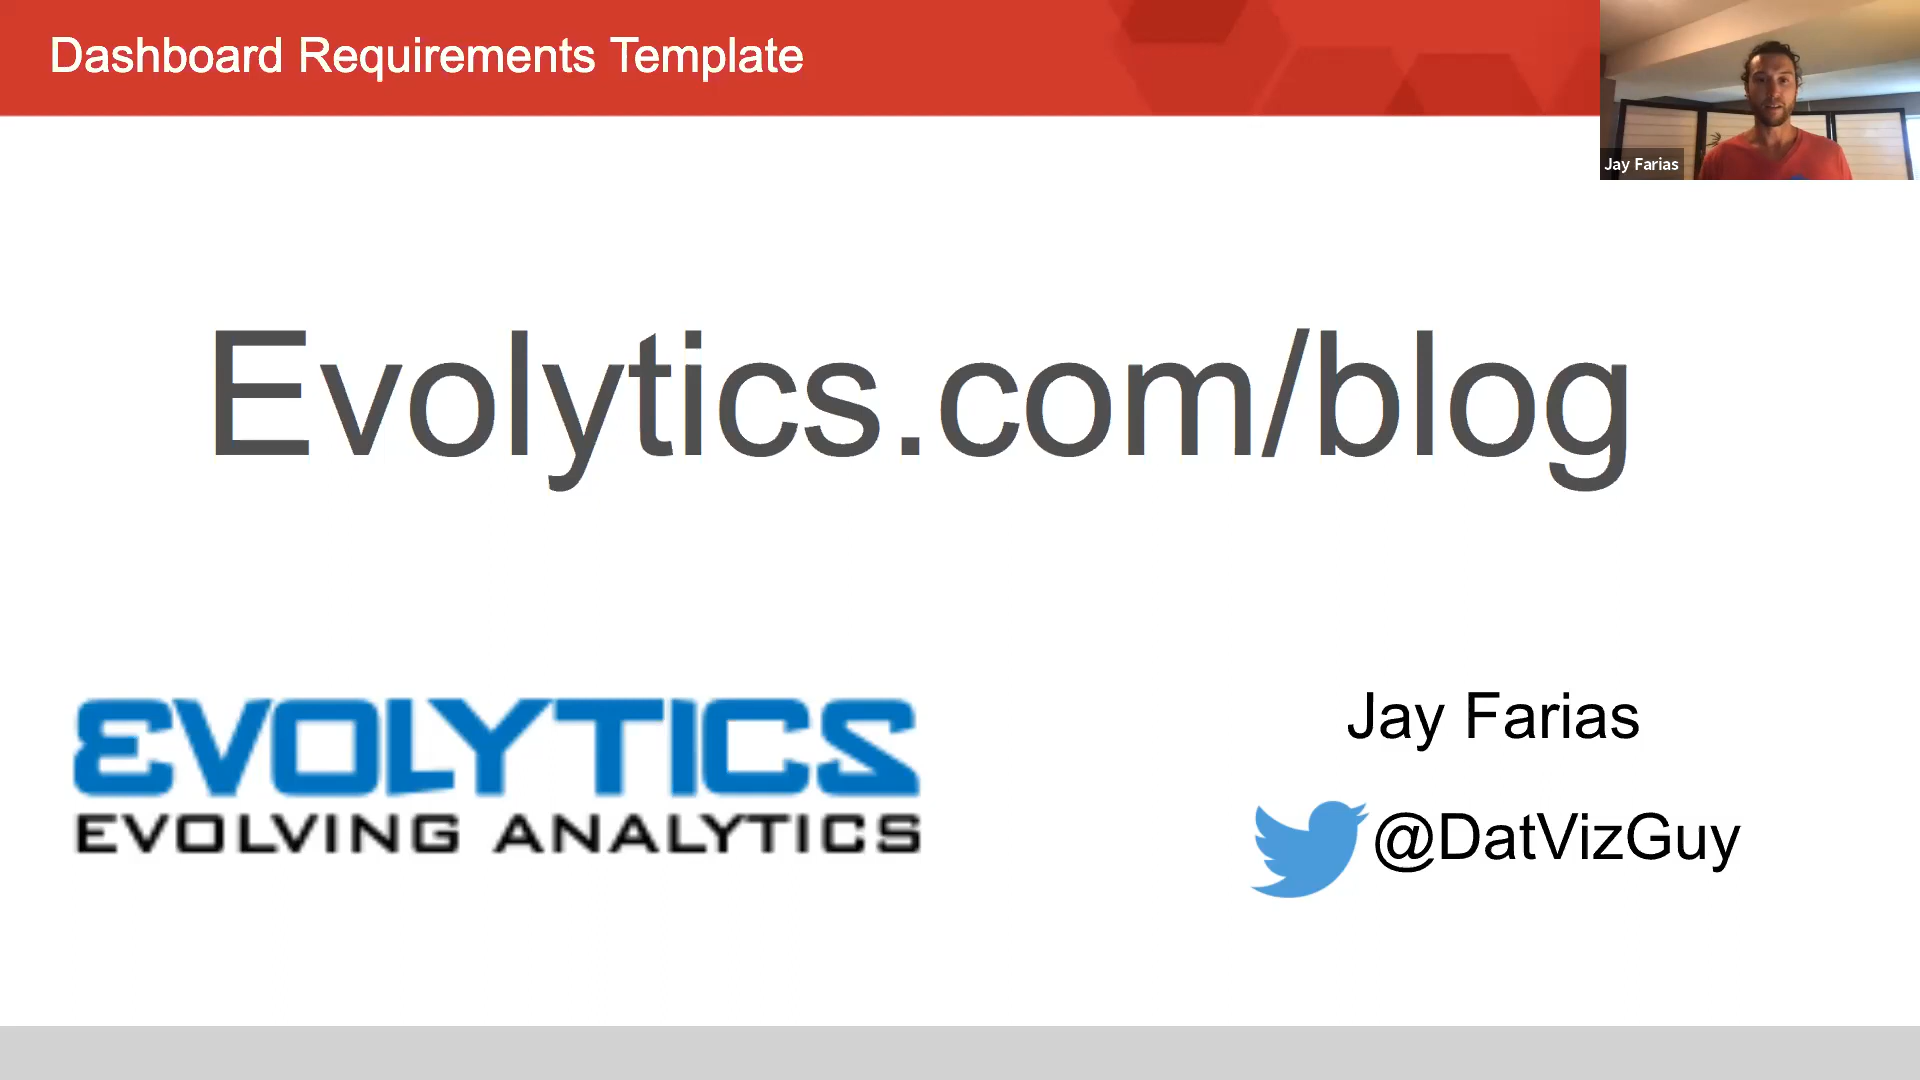 Dashboard Requirements Template
Jay Farias
Evolytics.com/blog
EVOLYTICS
EVOLVING ANALYTICS
Jay Farias
@DatVizGuy